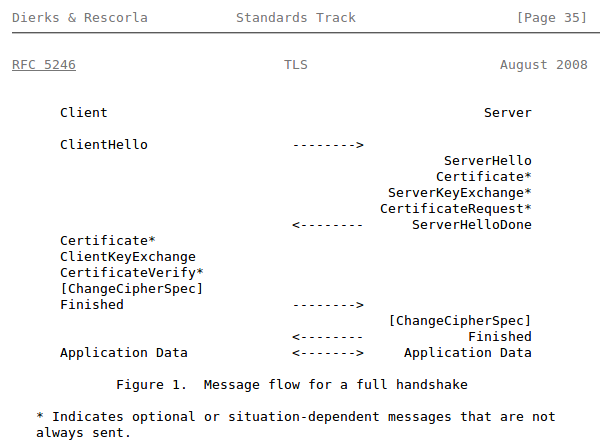 Dierks & Rescorla Standards Track [Page 35]
RFC 5246 TLS August 2008
Client Server
ClientHello -------->
ServerHello
Certificate*
ServerKeyExchange*
CertificateRequest*
<-------- ServerHelloDone
Certificate*
ClientKeyExchange
CertificateVerify*
[ChangeCipherSpec]
Finished -------->
[ChangeCipherSpec]
<-------- Finished
Application Data <-------> Application Data
Figure 1. Message flow for a full handshake
* Indicates optional or situation-dependent messages that are not
always sent.